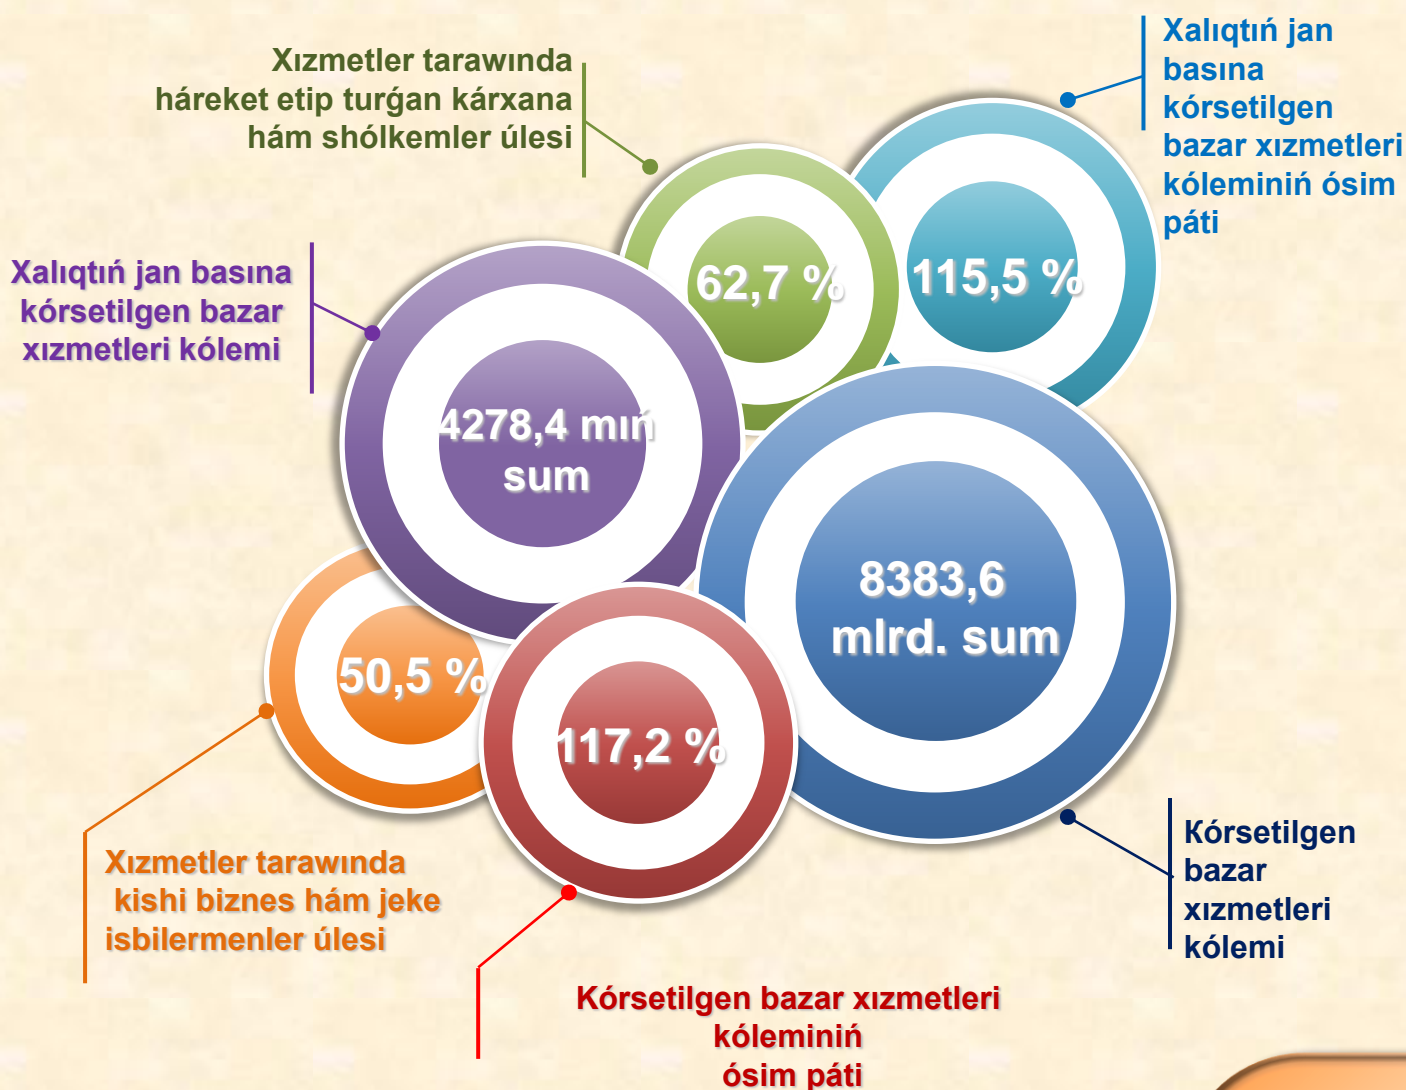 Xızmetler tarawında
háreket etip turǵan kárxana
hám shólkemler úlesi
Xalıqtıń jan
basına
kórsetilgen
bazar xızmetleri
kóleminiń ósim
páti
Xalıqtıń jan basına
kórsetilgen bazar
xızmetleri kólemi
62,7 %
115,5 %
4278,4 mıń
sum
8383,6
mlrd. sum
50,5 %
117,2 %
Xızmetler tarawında
kishi biznes hám jeke
isbilermenler úlesi
Kórsetilgen
bazar
xızmetleri
kólemi
Kórsetilgen bazar xızmetleri
kóleminiń
ósim páti